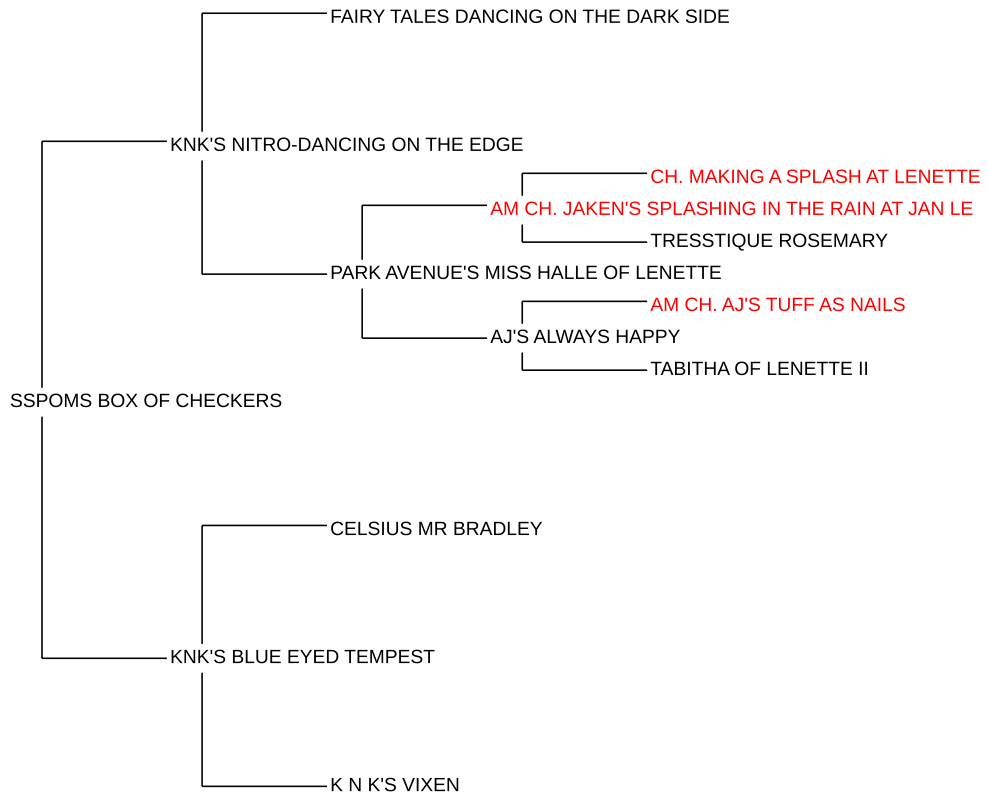 FAIRY TALES DANCING ON THE DARK SIDE
KNK'S NITRO-DANCING ON THE EDGE
CH. MAKING A SPLASH AT LENETTE
AM CH. JAKEN'S SPLASHING IN THE RAIN AT JAN LE
TRESSTIQUE ROSEMARY
PARK AVENUE'S MISS HALLE OF LENETTE
AM CH. AJ'S TUFF AS NAILS
AJ'S ALWAYS HAPPY
TABITHA OF LENETTE II
SSPOMS BOX OF CHECKERS
CELSIUS MR BRADLEY
KNK'S BLUE EYED TEMPEST
K N K'S VIXEN